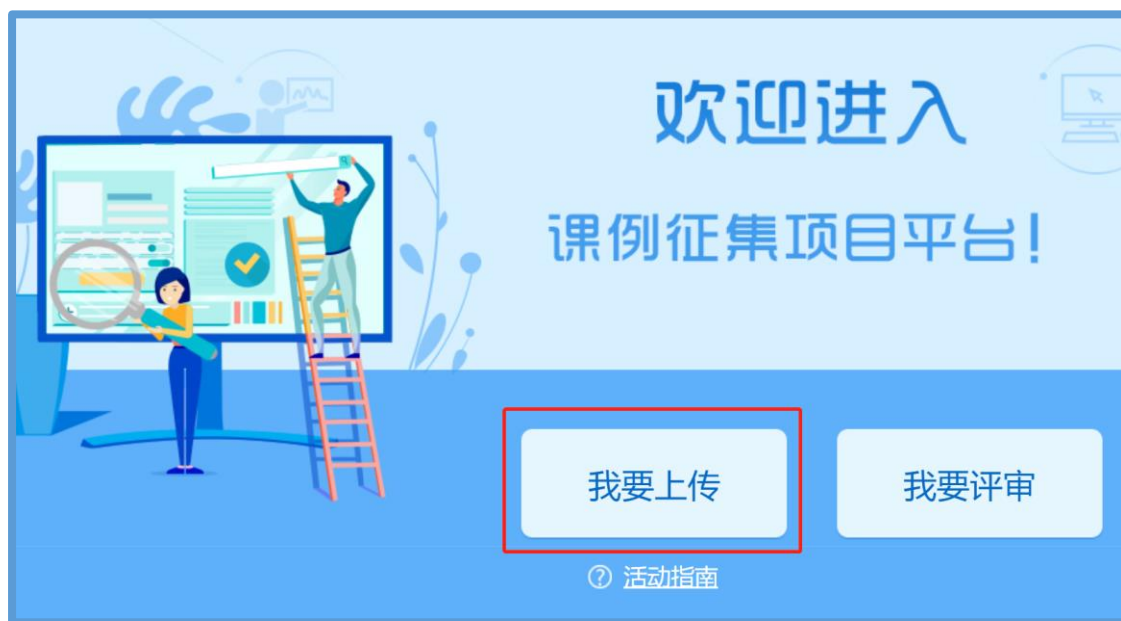 欢迎进入
课例征集项目平台!
我要上传
我要评审
活动指南